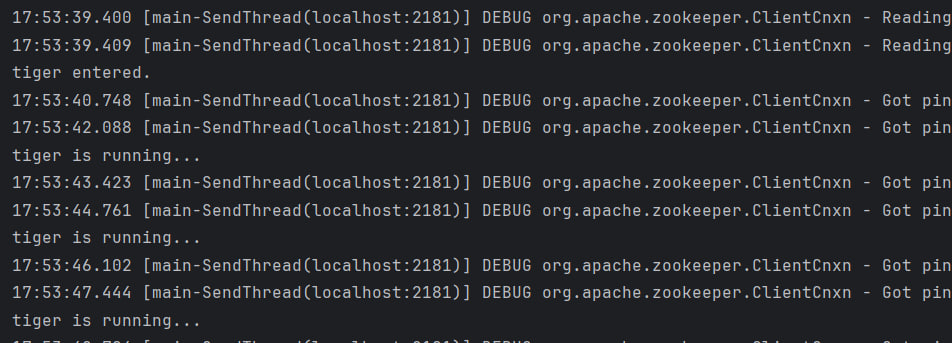 17:53:39.400 [main-SendThread(localhost:2181)] DEBUG org.apache.zookeeper.ClientCnxn - Reading
17:53:39.409 [main-SendThread(localhost:2181)] DEBUG org.apache.zookeeper.ClientCnxn - Reading
tiger entered.
17:53:40.748 [main-SendThread(localhost:2181)] DEBUG org.apache.zookeeper.ClientCnxn - Got pin
17:53:42.088 [main-SendThread(localhost:2181)] DEBUG org.apache.zookeeper.ClientCnxn - Got pin
tiger is running...
17:53:43.423 [main-SendThread(localhost:2181)] DEBUG org.apache.zookeeper.ClientCnxn - Got pin
17:53:44.761 [main-SendThread(localhost:2181)] DEBUG org.apache.zookeeper.ClientCnxn - Got pin
tiger is running...
17:53:46.102 [main-SendThread(localhost:2181)] DEBUG org.apache.zookeeper.ClientCnxn - Got pin
17:53:47.444 [main-SendThread(localhost:2181)] DEBUG org.apache.zookeeper.ClientCnxn - Got pin
tiger is running...